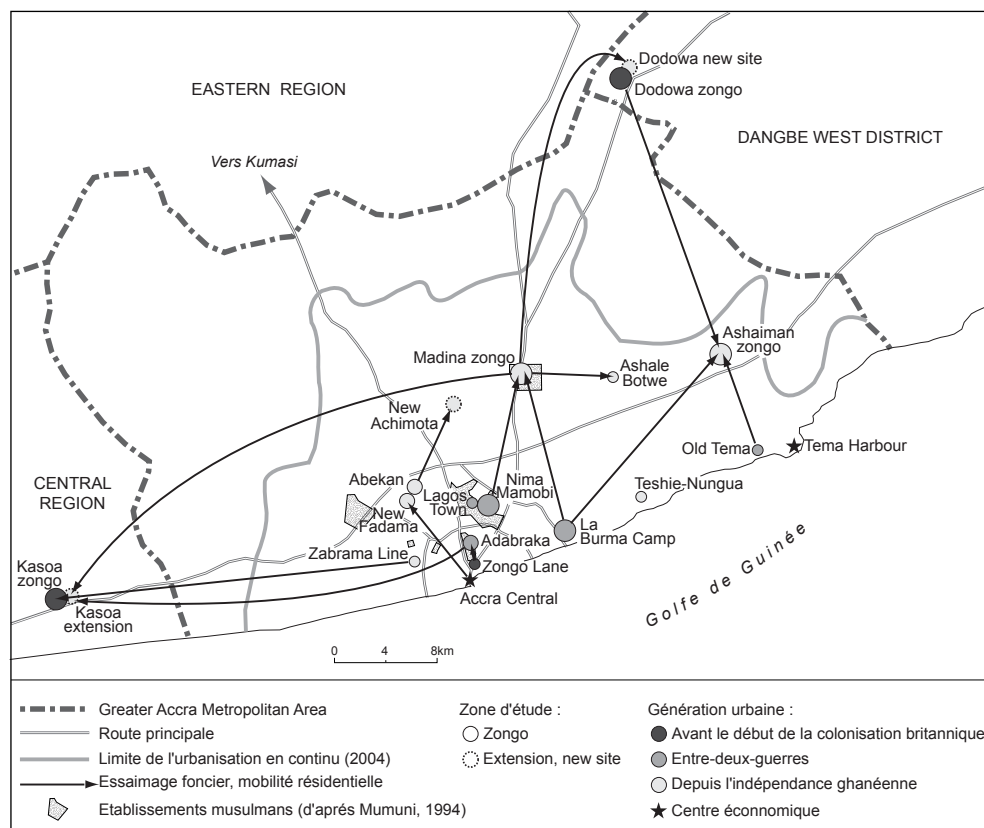 Dodowa new site
EASTERN REGION
Dodowa zongo
DANGBE WEST DISTRICT
Vers Kumasi
Madina zongo
Ashaiman
zongo
Ashale
Botwe
New
Achimota
Old Tema
Tema Harbour
CENTRAL
REGION
Abekan
Lagos
Town
Nima
Mamobi
Teshie-Nungua
New
Fadama
La
Burma Camp
Adabraka
Zabrama Line
Zongo Lane
Kasoa
zongo
Kasoa
extension
Accra Central
Golfe de Guinée
0 4 8km
Greater Accra Metropolitan Area
Route principale
Limite de l'urbanisation en continu (2004)
Essaimage foncier, mobilité résidentielle
Etablissements musulmans (d'aprés Mumuni, 1994)
Zone d'étude :
Zongo
Extension, new site
Génération urbaine :
Avant le début de la colonisation britannique
Entre-deux-guerres
Depuis l'indépendance ghanéenne
Centre éconnomique